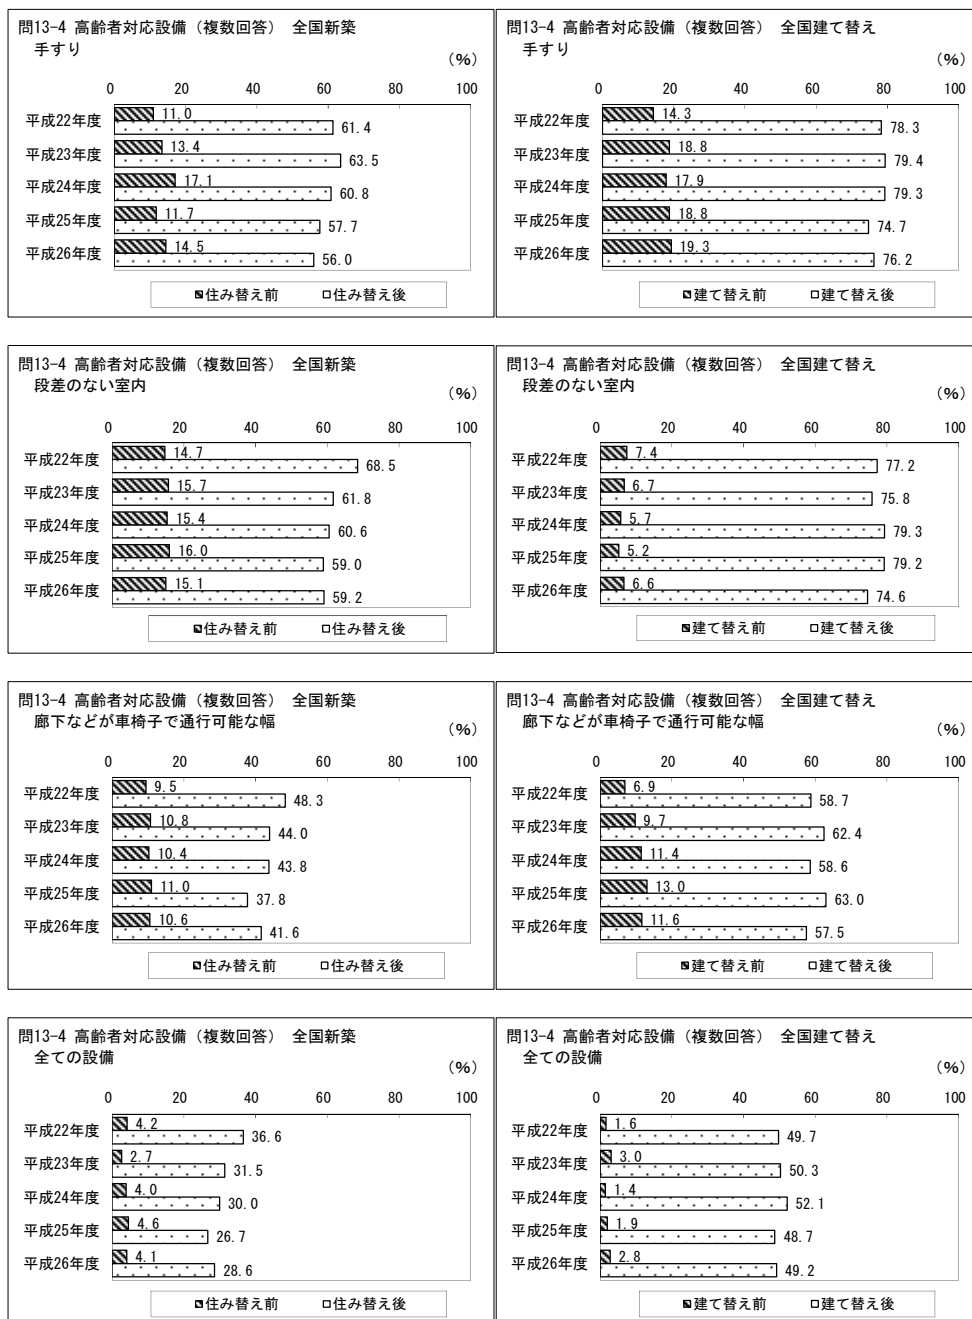 問13-4 高齢者対応設備（複数回答） 全国新築
手すり
(%)
0 20 40 60 80 100
平成22年度 11.0 61.4
平成23年度 13.4 63.5
平成24年度 17.1 60.8
平成25年度 11.7 57.7
平成26年度 14.5 56.0
住み替え前 住み替え後
問13-4 高齢者対応設備（複数回答） 全国建て替え
手すり
(%)
0 20 40 60 80 100
平成22年度 14.3 78.3
平成23年度 18.8 79.4
平成24年度 17.9 79.3
平成25年度 18.8 74.7
平成26年度 19.3 76.2
建て替え前 建て替え後
問13-4 高齢者対応設備（複数回答） 全国新築
段差のない室内
(%)
0 20 40 60 80 100
平成22年度 14.7 68.5
平成23年度 15.7 61.8
平成24年度 15.4 60.6
平成25年度 16.0 59.0
平成26年度 15.1 59.2
住み替え前 住み替え後
問13-4 高齢者対応設備（複数回答） 全国建て替え
段差のない室内
(%)
0 20 40 60 80 100
平成22年度 7.4 77.2
平成23年度 6.7 75.8
平成24年度 5.7 79.3
平成25年度 5.2 79.2
平成26年度 6.6 74.6
建て替え前 建て替え後
問13-4 高齢者対応設備（複数回答） 全国新築
廊下などが車椅子で通行可能な幅
(%)
0 20 40 60 80 100
平成22年度 9.5 48.3
平成23年度 10.8 44.0
平成24年度 10.4 43.8
平成25年度 11.0 37.8
平成26年度 10.6 41.6
住み替え前 住み替え後
問13-4 高齢者対応設備（複数回答） 全国建て替え
廊下などが車椅子で通行可能な幅
(%)
0 20 40 60 80 100
平成22年度 6.9 58.7
平成23年度 9.7 62.4
平成24年度 11.4 58.6
平成25年度 13.0 63.0
平成26年度 11.6 57.5
建て替え前 建て替え後
問13-4 高齢者対応設備（複数回答） 全国新築
全ての設備
(%)
0 20 40 60 80 100
平成22年度 4.2 36.6
平成23年度 2.7 31.5
平成24年度 4.0 30.0
平成25年度 4.6 26.7
平成26年度 4.1 28.6
住み替え前 住み替え後
問13-4 高齢者対応設備（複数回答） 全国建て替え
全ての設備
(%)
0 20 40 60 80 100
平成22年度 1.6 49.7
平成23年度 3.0 50.3
平成24年度 1.4 52.1
平成25年度 1.9 48.7
平成26年度 2.8 49.2
建て替え前 建て替え後